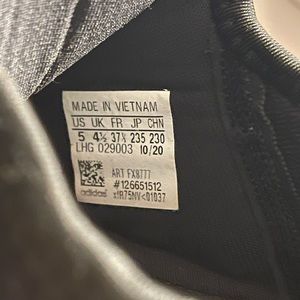 MADE IN VIETNAM
US UK FR JP CHN
5 4½ 37⅓ 235 230
LHG 029003 10/20
ART FX8777
#126651512
adidas